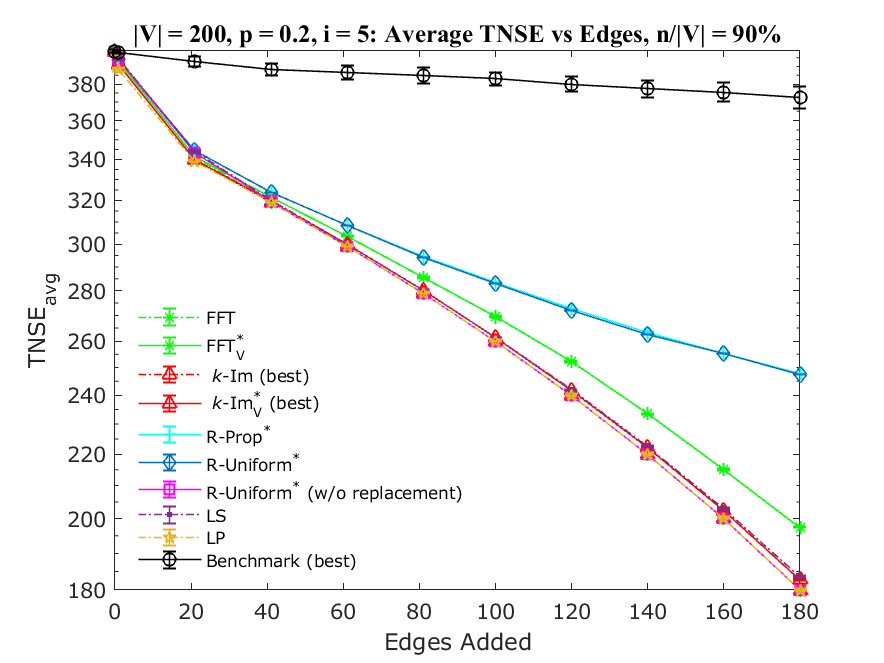 |V| = 200, p = 0.2, i = 5: Average TNSE vs Edges, n/|V| = 90%
380
360
340
320
300
280
260
240
220
200
180
TNSE_avg
FFT
FFT*_V
k-Im (best)
k-Im*_V (best)
R-Prop*
R-Uniform*
R-Uniform* (w/o replacement)
LS
LP
Benchmark (best)
0 20 40 60 80 100 120 140 160 180
Edges Added